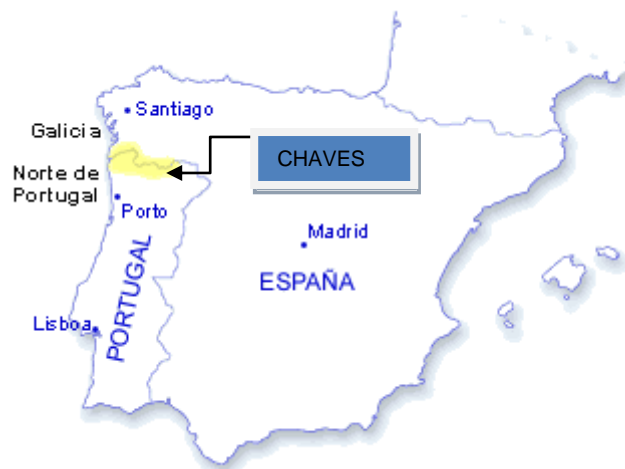 Santiago
Galicia
CHAVES
Norte de
Portugal
Porto
Madrid
PORTUGAL
ESPAÑA
Lisboa